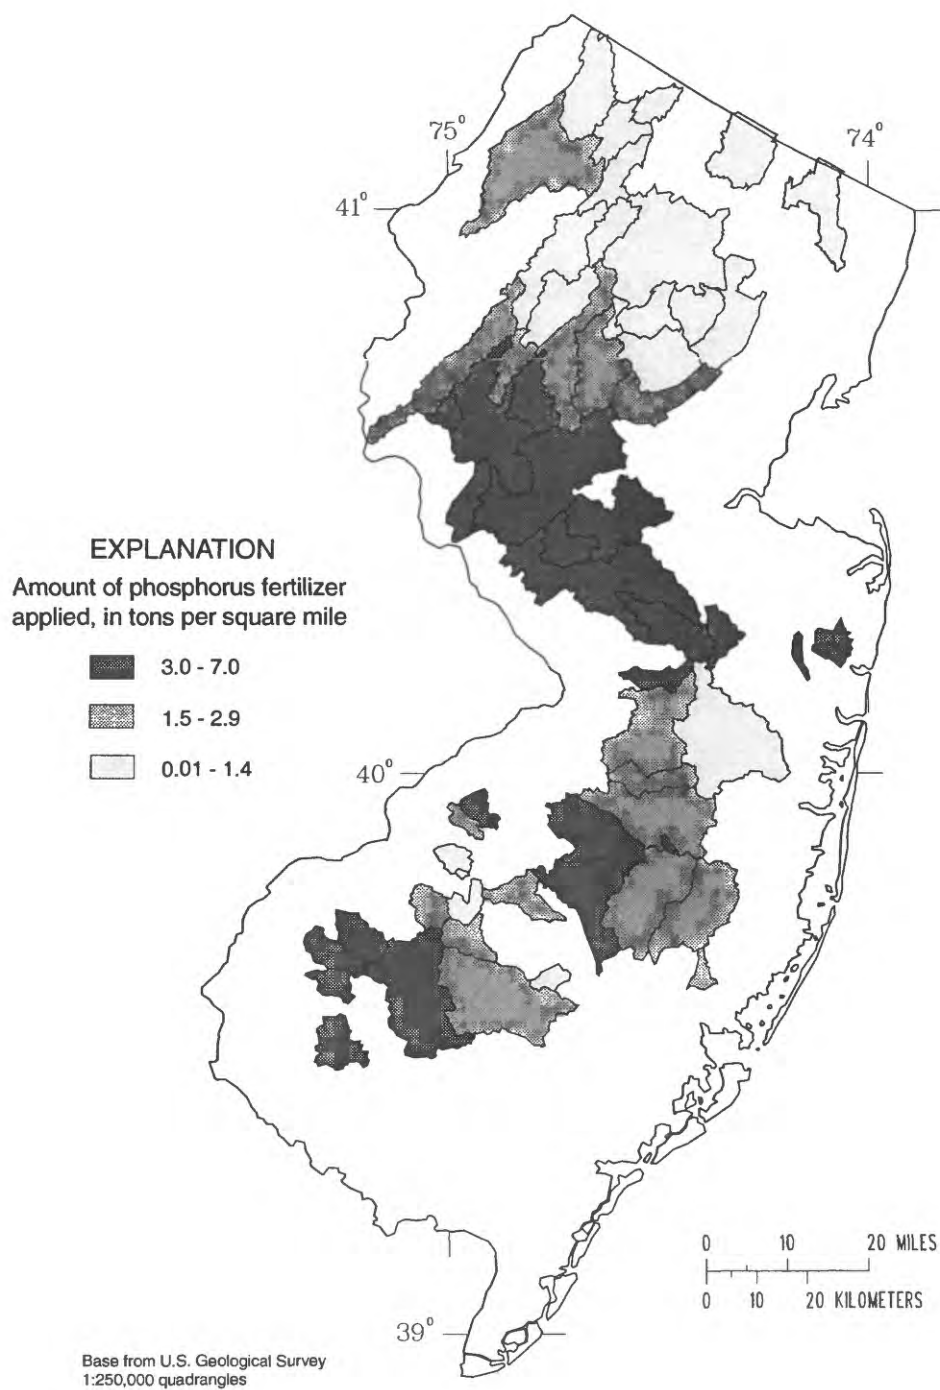 75°
74°
41°
EXPLANATION
Amount of phosphorus fertilizer
applied, in tons per square mile
3.0 - 7.0
1.5 - 2.9
0.01 - 1.4
40°
0 10 20 MILES
0 10 20 KILOMETERS
39°
Base from U.S. Geological Survey
1:250,000 quadrangles